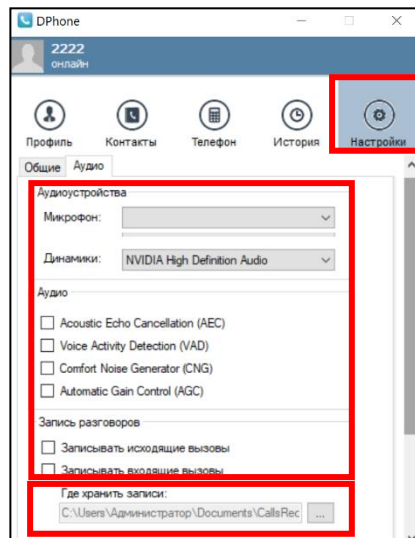 DPhone
2222
онлайн
Профиль Контакты Телефон История Настройки
Общие Аудио
Аудиоустройства
Микрофон:
Динамики: NVIDIA High Definition Audio
Аудио
Acoustic Echo Cancellation (AEC)
Voice Activity Detection (VAD)
Comfort Noise Generator (CNG)
Automatic Gain Control (AGC)
Запись разговоров
Записывать исходящие вызовы
Записывать входящие вызовы
Где хранить записи:
C:\Users\Администратор\Documents\CallsRec ...